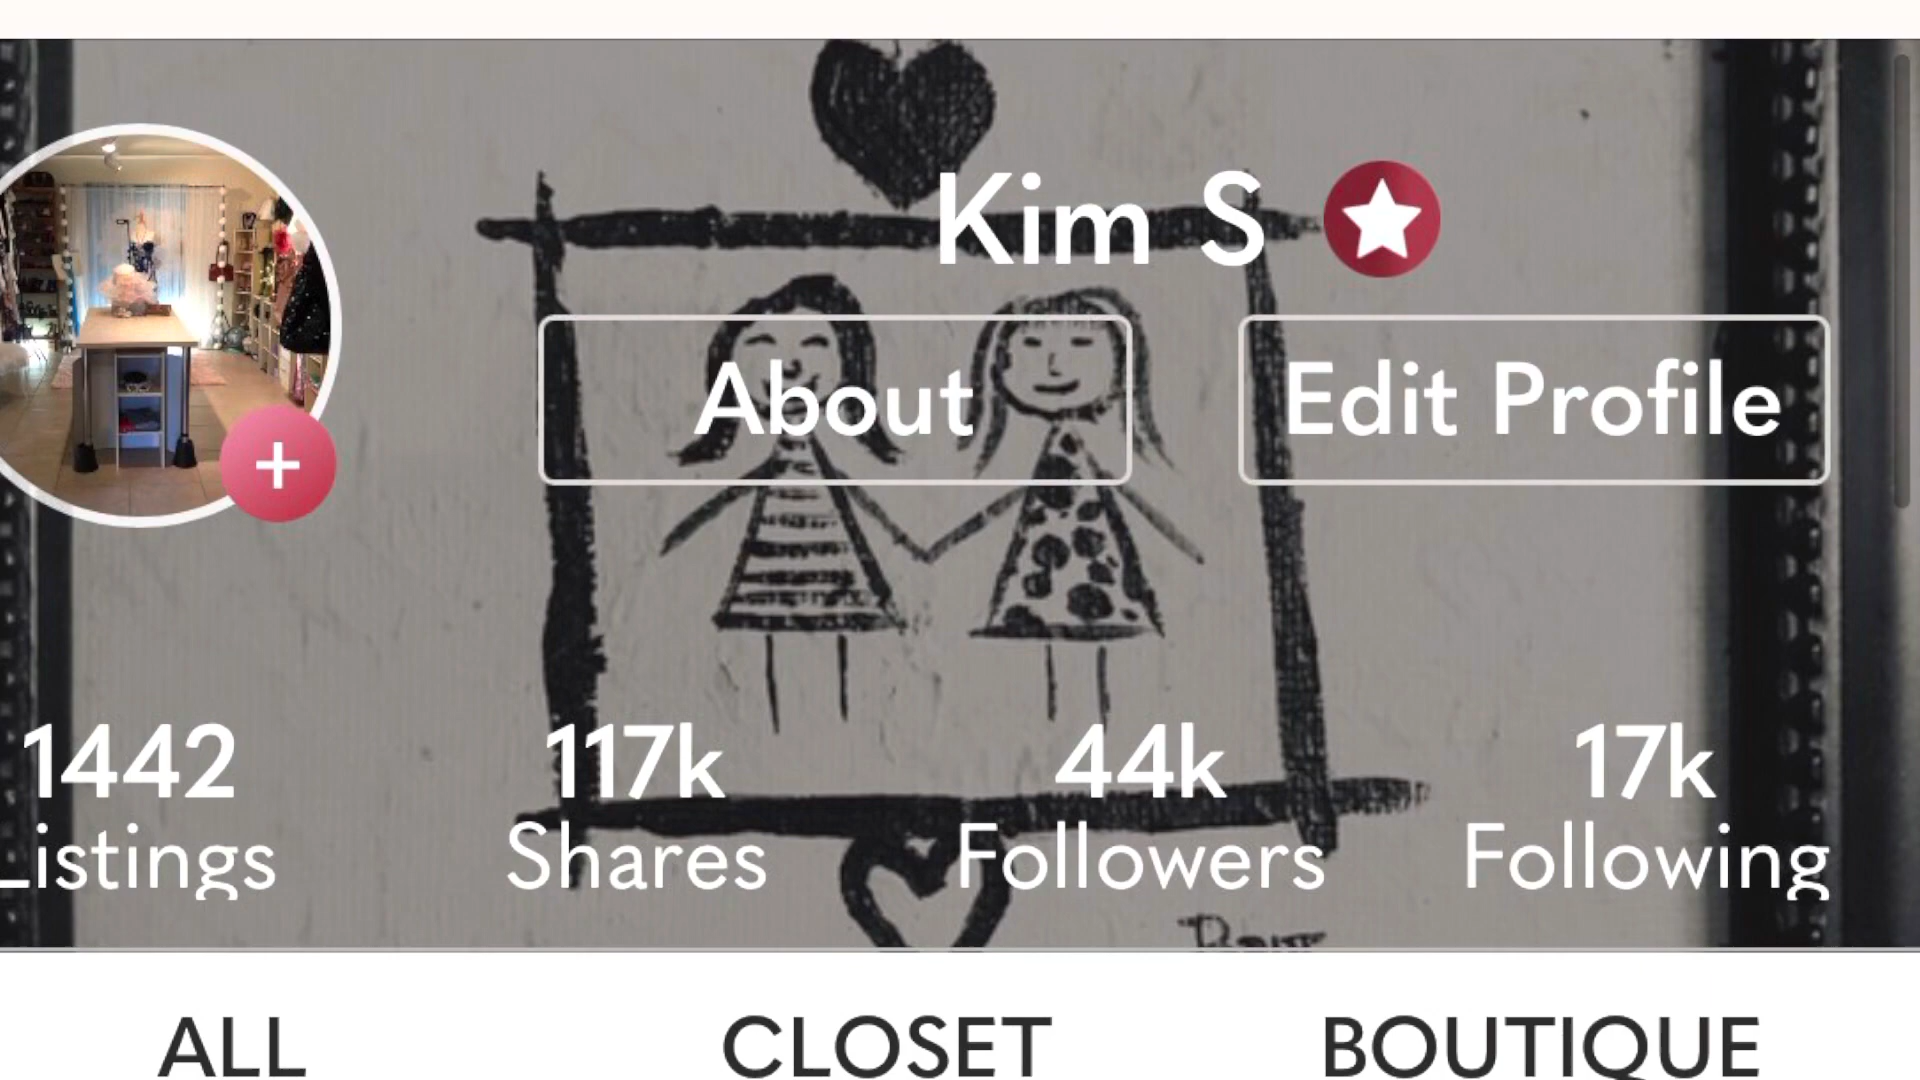 Kim S
About
Edit Profile
1442
117k
44k
17k
Listings
Shares
Followers
Following
ALL
CLOSET
BOUTIQUE